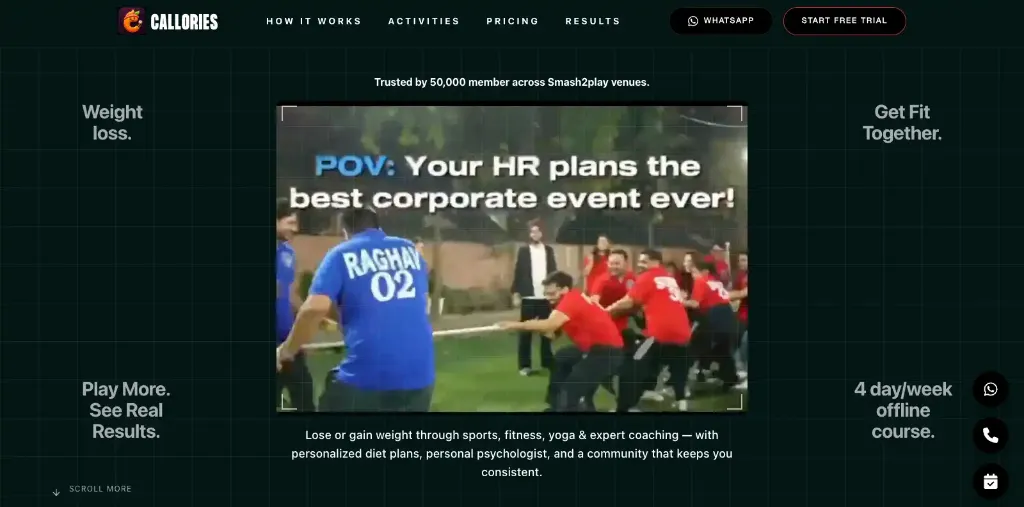 CALLORIES
HOW IT WORKS
ACTIVITIES
PRICING
RESULTS
WHATSAPP
START FREE TRIAL
Trusted by 50,000 member across Smash2play venues.
Weight
loss.
Get Fit
Together.
POV: Your HR plans the
best corporate event ever!
RAGHAV
02
Play More.
See Real
Results.
4 day/week
offline
course.
Lose or gain weight through sports, fitness, yoga & expert coaching — with
personalized diet plans, personal psychologist, and a community that keeps you
consistent.
SCROLL MORE